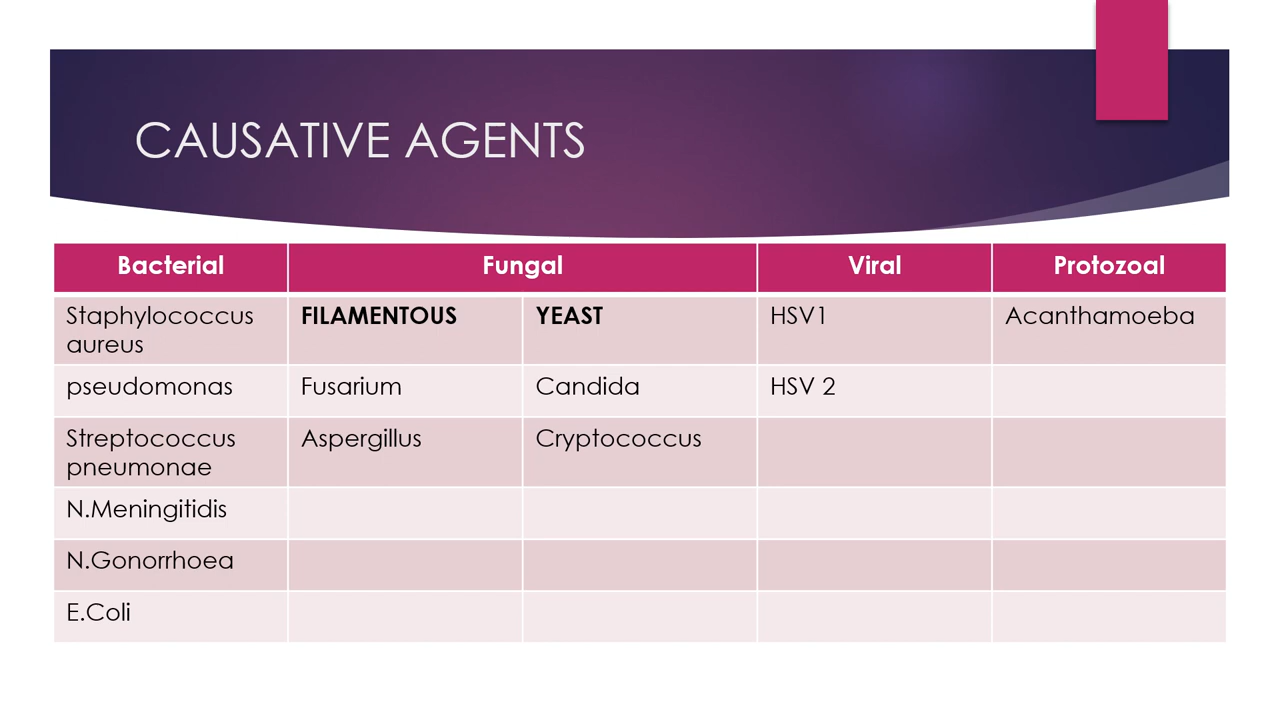 CAUSATIVE AGENTS
Bacterial Fungal Viral Protozoal
Staphylococcus FILAMENTOUS YEAST HSV1 Acanthamoeba
aureus
pseudomonas Fusarium Candida HSV 2
Streptococcus Aspergillus Cryptococcus
pneumonae
N.Meningitidis
N.Gonorrhoea
E.Coli